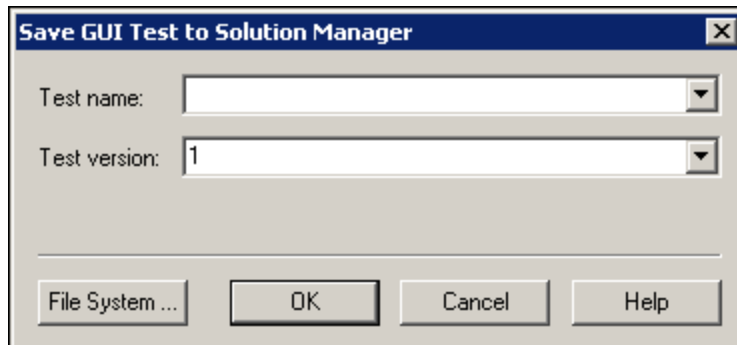 Save GUI Test to Solution Manager
Test name:
Test version: 1
File System ... OK Cancel Help